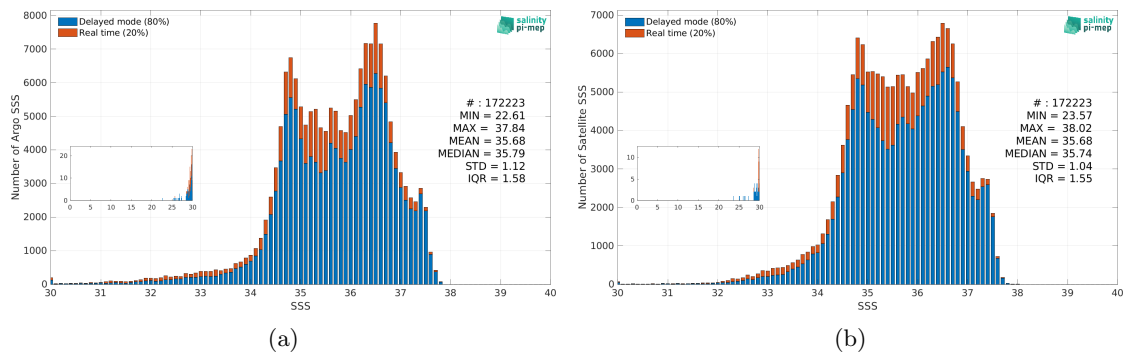 Delayed mode (80%)
Real time (20%)
salinity
pi-mep
8000
7000
6000
5000
4000
3000
2000
1000
0
Number of Argo SSS
# : 172223
MIN = 22.61
MAX = 37.84
MEAN = 35.68
MEDIAN = 35.79
STD = 1.12
IQR = 1.58
20
10
0
0 5 10 15 20 25 30
30 31 32 33 34 35 36 37 38 39 40
SSS
(a)
Delayed mode (80%)
Real time (20%)
salinity
pi-mep
7000
6000
5000
4000
3000
2000
1000
0
Number of Satellite SSS
# : 172223
MIN = 23.57
MAX = 38.02
MEAN = 35.68
MEDIAN = 35.74
STD = 1.04
IQR = 1.55
10
5
0
0 5 10 15 20 25 30
30 31 32 33 34 35 36 37 38 39 40
SSS
(b)